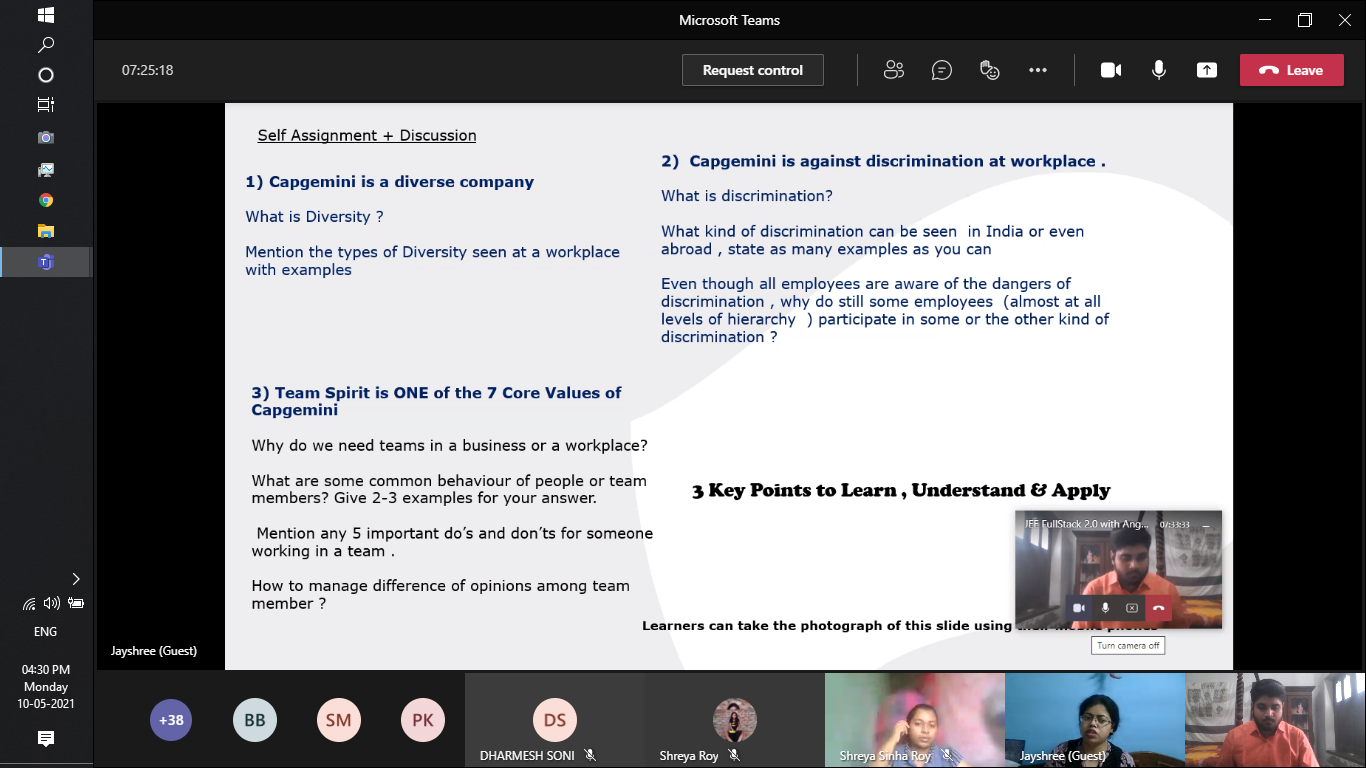 Microsoft Teams
07:25:18
Request control
Leave
Self Assignment + Discussion
1) Capgemini is a diverse company
What is Diversity ?
Mention the types of Diversity seen at a workplace
with examples
2) Capgemini is against discrimination at workplace .
What is discrimination?
What kind of discrimination can be seen in India or even
abroad , state as many examples as you can
Even though all employees are aware of the dangers of
discrimination , why do still some employees (almost at all
levels of hierarchy ) participate in some or the other kind of
discrimination ?
3) Team Spirit is ONE of the 7 Core Values of
Capgemini
Why do we need teams in a business or a workplace?
What are some common behaviour of people or team
members? Give 2-3 examples for your answer.
Mention any 5 important do's and don'ts for someone
working in a team .
How to manage difference of opinions among team
member ?
3 Key Points to Learn , Understand & Apply
JEE FullStack 2.0 with Ang... 07:33:33
Learners can take the photograph of this slide using
Turn camera off
Jayshree (Guest)
ENG
04:30 PM
Monday
10-05-2021
+38
BB
SM
PK
DS
DHARMESH SONI
Shreya Roy
Shreya Sinha Roy
Jayshree (Guest)